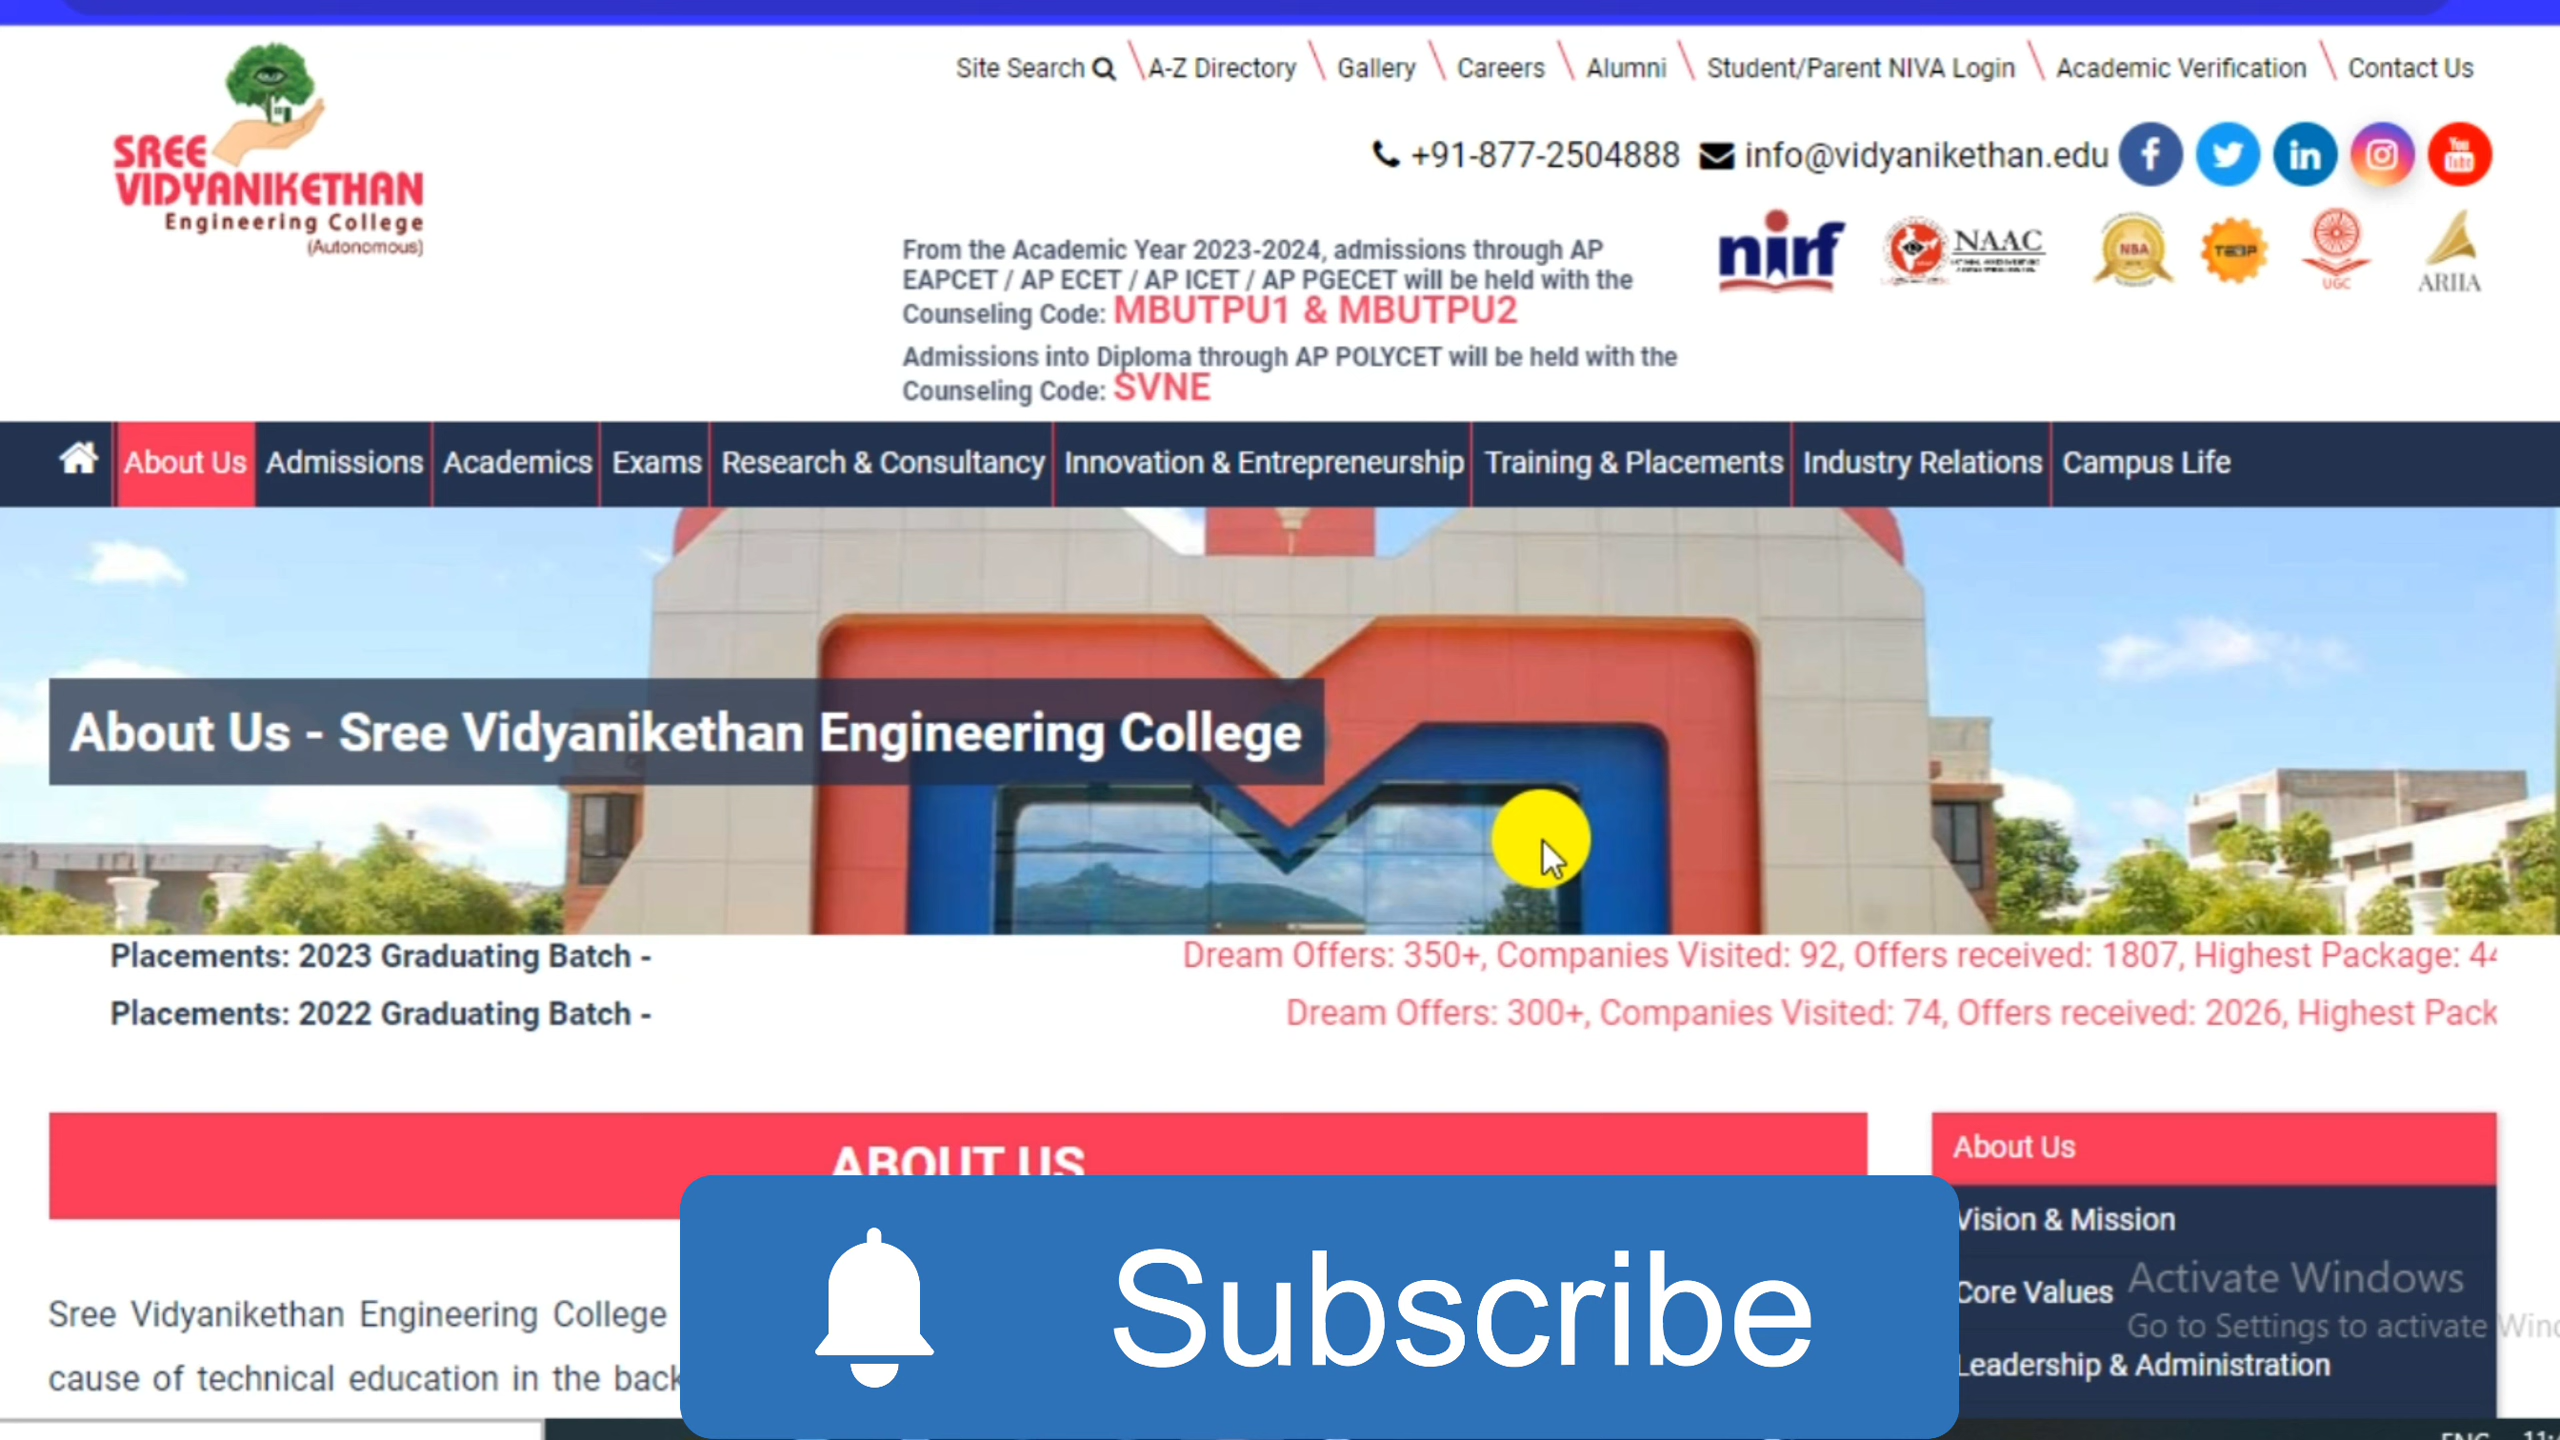 Site Search
A-Z Directory
Gallery
Careers
Alumni
Student/Parent NIVA Login
Academic Verification
Contact Us
SREE
VIDYANIKETHAN
Engineering College
(Autonomous)
+91-877-2504888
info@vidyanikethan.edu
You
Tube
nirf
NAAC
NBA
UGC
ARIIA
From the Academic Year 2023-2024, admissions through AP
EAPCET / AP ECET / AP ICET / AP PGECET will be held with the
Counseling Code: MBUTPU1 & MBUTPU2
Admissions into Diploma through AP POLYCET will be held with the
Counseling Code: SVNE
About Us
Admissions
Academics
Exams
Research & Consultancy
Innovation & Entrepreneurship
Training & Placements
Industry Relations
Campus Life
About Us - Sree Vidyanikethan Engineering College
Placements: 2023 Graduating Batch -
Dream Offers: 350+, Companies Visited: 92, Offers received: 1807, Highest Package: 44
Placements: 2022 Graduating Batch -
Dream Offers: 300+, Companies Visited: 74, Offers received: 2026, Highest Pack
ABOUT US
Sree Vidyanikethan Engineering College
cause of technical education in the back
About Us
Vision & Mission
Core Values
Leadership & Administration
Subscribe
Activate Windows
Go to Settings to activate Wind